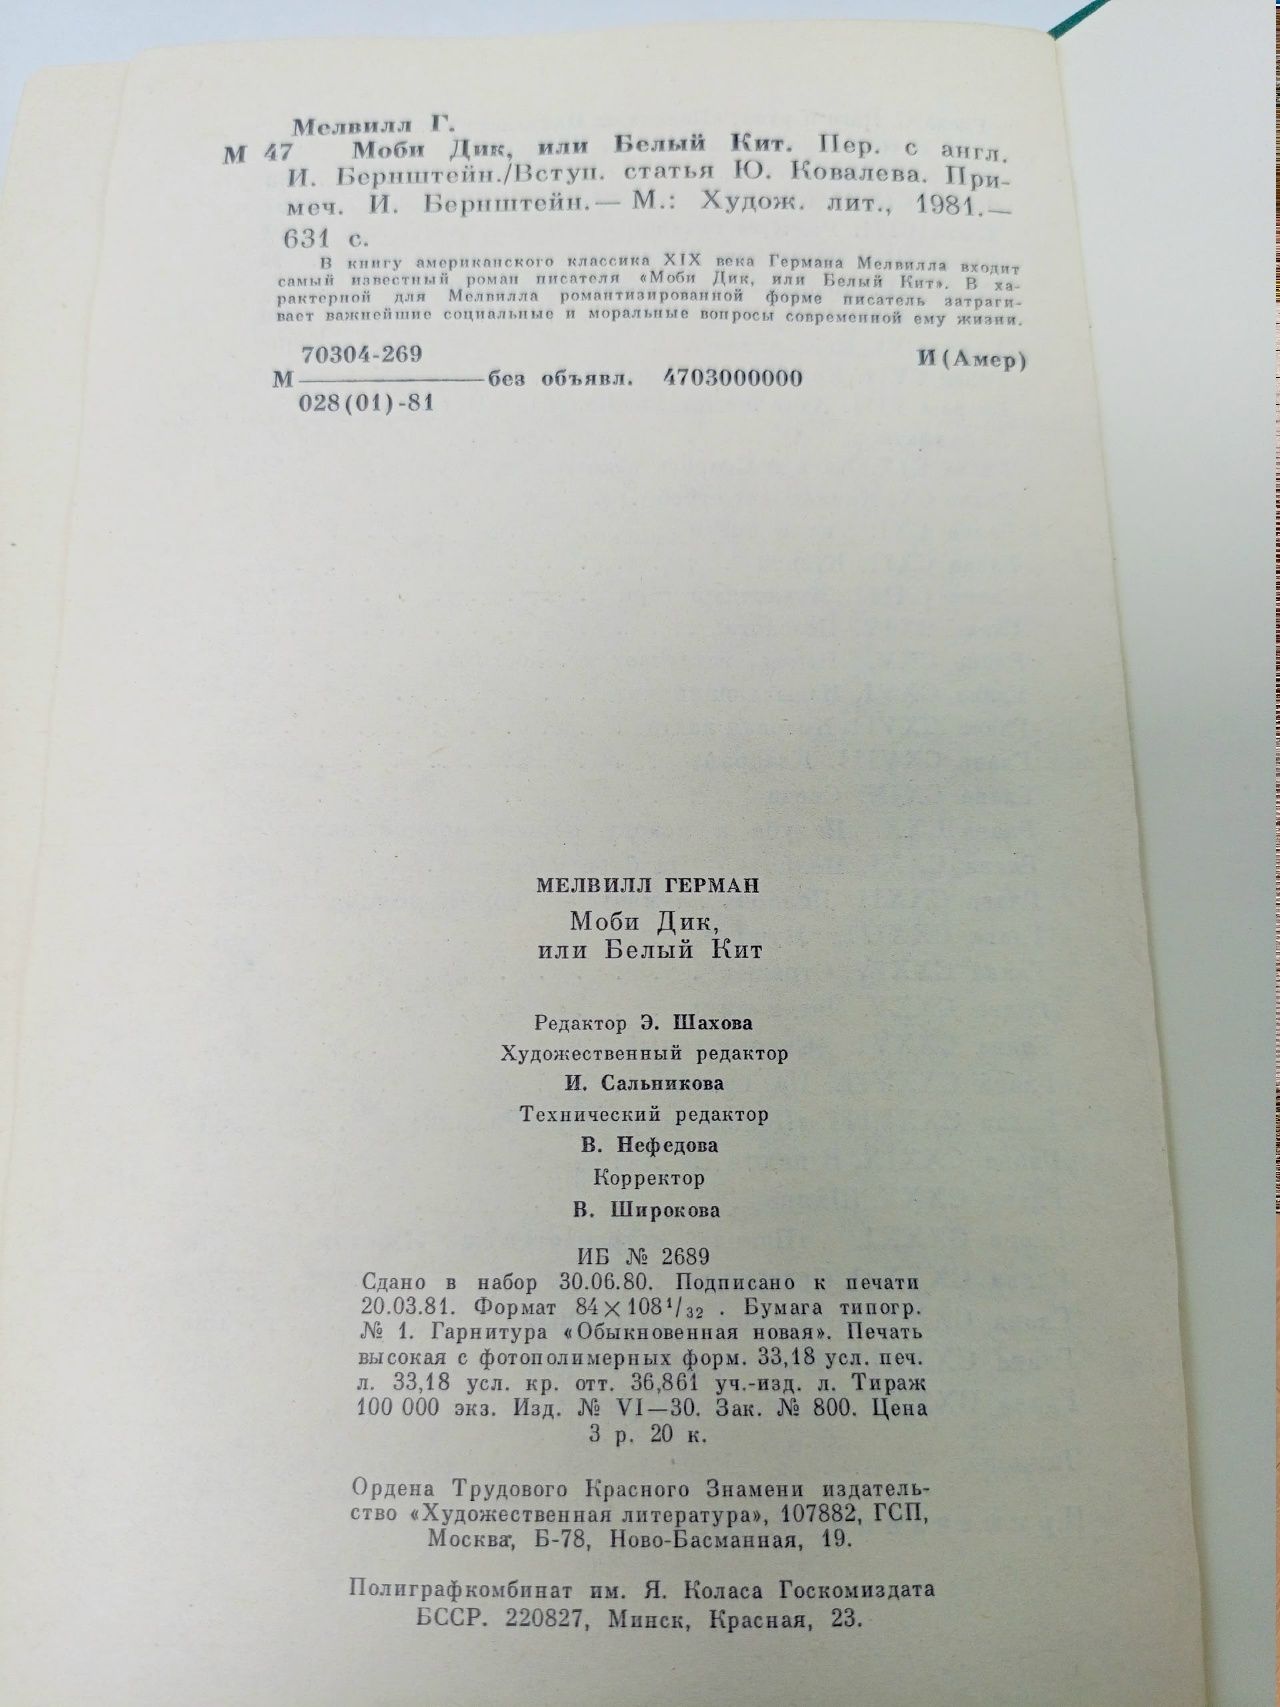 Мелвилл Г.
М 47 Моби Дик, или Белый Кит. Пер. с англ.
И. Бернштейн./Вступ. статья Ю. Ковалева. При-
меч. И. Бернштейн.— М.: Худож. лит., 1981.—
631 с.
В книгу американского классика XIX века Германа Мелвилла входит
самый известный роман писателя «Моби Дик, или Белый Кит». В ха-
рактерной для Мелвилла романтизированной форме писатель затраги-
вает важнейшие социальные и моральные вопросы современной ему жизни.
70304-269
И(Амер)
М без объявл. 4703000000
028(01)-81
МЕЛВИЛЛ ГЕРМАН
Моби Дик,
или Белый Кит
Редактор Э. Шахова
Художественный редактор
И. Сальникова
Технический редактор
В. Нефедова
Корректор
В. Широкова
ИБ № 2689
Сдано в набор 30.06.80. Подписано к печати
20.03.81. Формат 84×108¹/₃₂ . Бумага типогр.
№ 1. Гарнитура «Обыкновенная новая». Печать
высокая с фотополимерных форм. 33,18 усл. печ.
л. 33,18 усл. кр. отт. 36,861 уч.-изд. л. Тираж
100 000 экз. Изд. № VI—30. Зак. № 800. Цена
3 р. 20 к.
Ордена Трудового Красного Знамени издатель-
ство «Художественная литература», 107882, ГСП,
Москва, Б-78, Ново-Басманная, 19.
Полиграфкомбинат им. Я. Коласа Госкомиздата
БССР. 220827, Минск, Красная, 23.